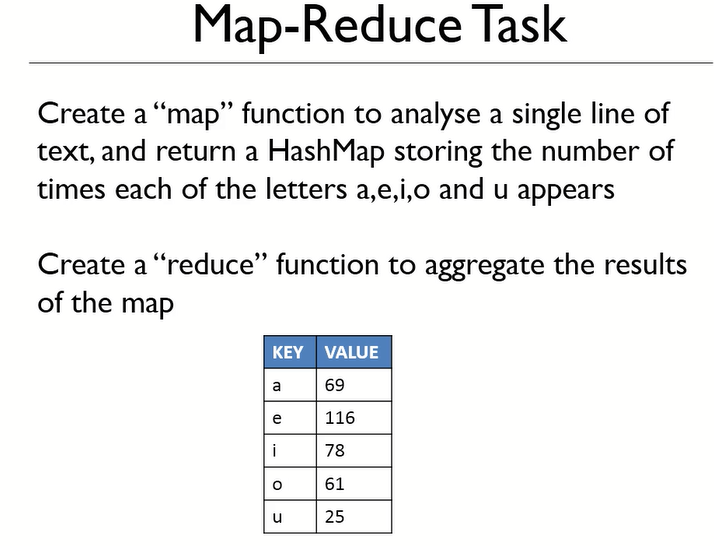 Map-Reduce Task
Create a “map” function to analyse a single line of
text, and return a HashMap storing the number of
times each of the letters a,e,i,o and u appears
Create a “reduce” function to aggregate the results
of the map
KEY VALUE
a 69
e 116
i 78
o 61
u 25